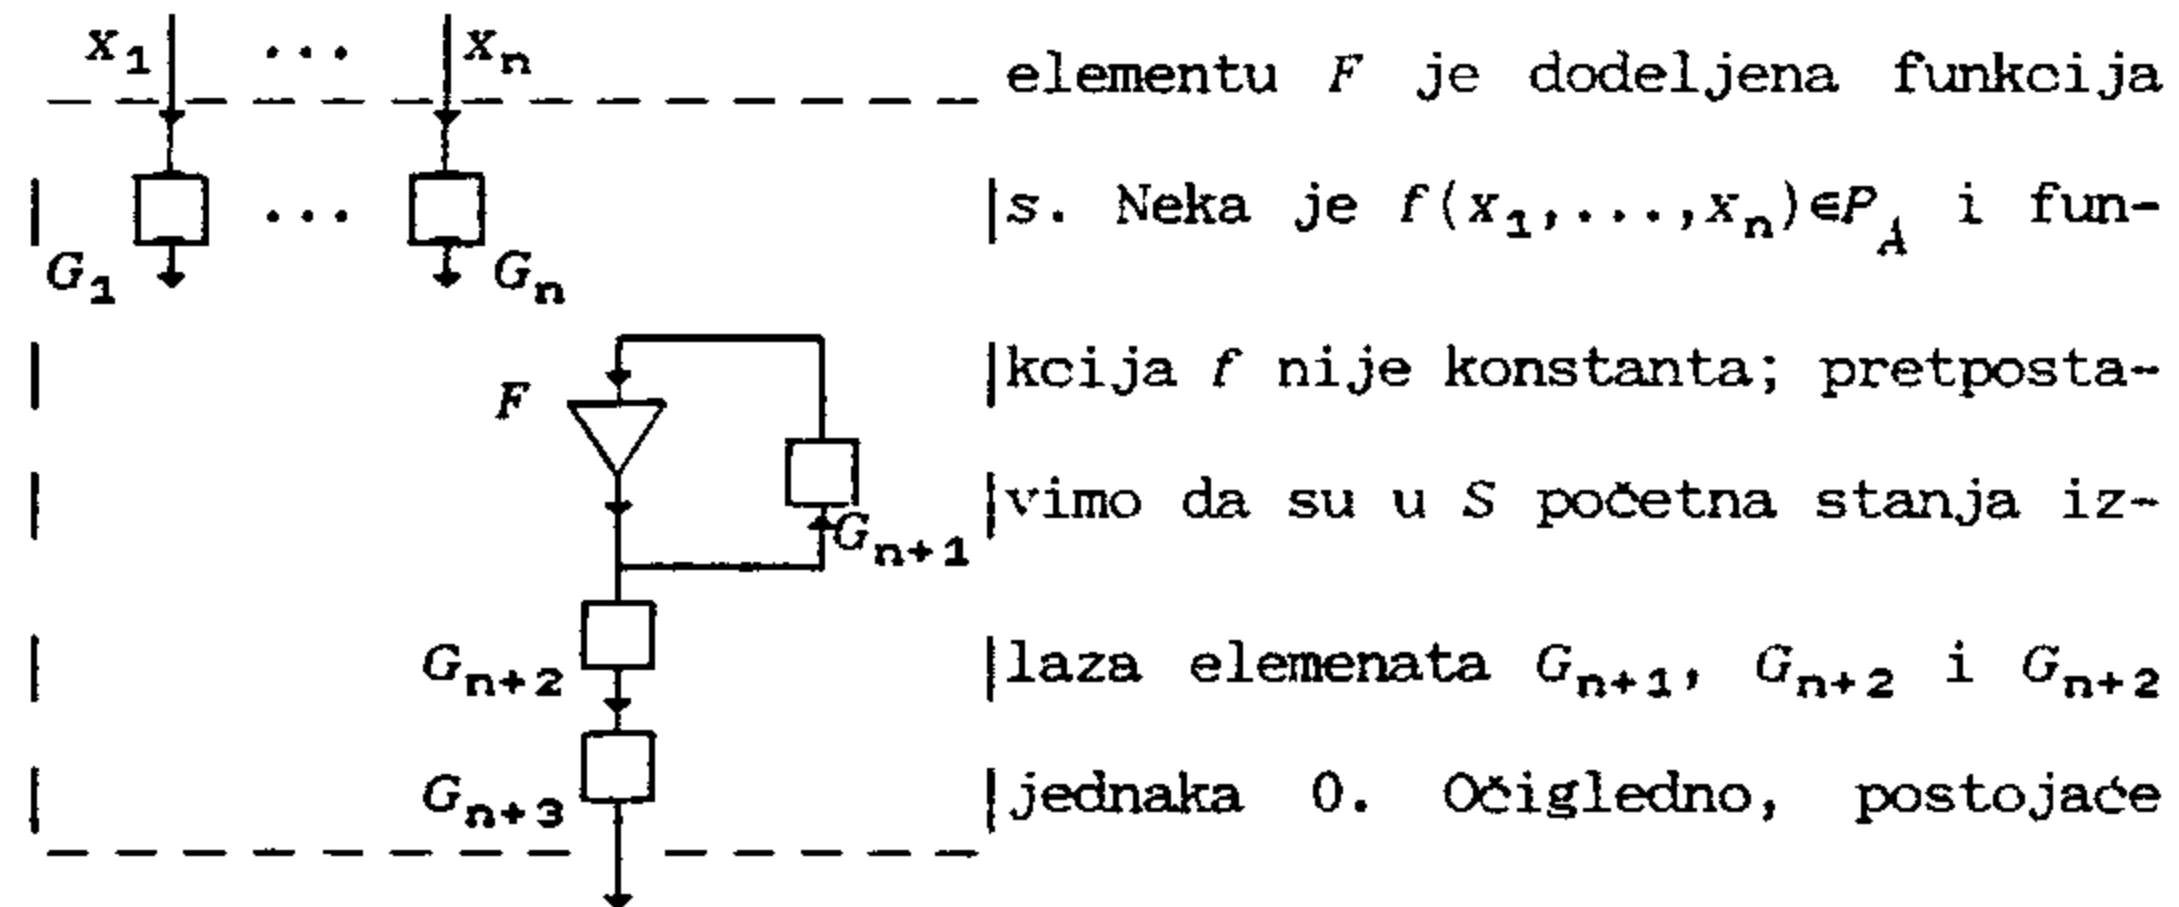 x₁ ... xₙ
elementu F je dodeljena funkcija
s. Neka je f(x₁,...,xₙ)∈P_A i fun-
G₁ ... Gₙ
kcija f nije konstanta; pretposta-
F
vimo da su u S početna stanja iz-
Gₙ₊₁
laza elemenata Gₙ₊₁, Gₙ₊₂ i Gₙ₊₂
Gₙ₊₂
jednaka 0. Očigledno, postojaće
Gₙ₊₃